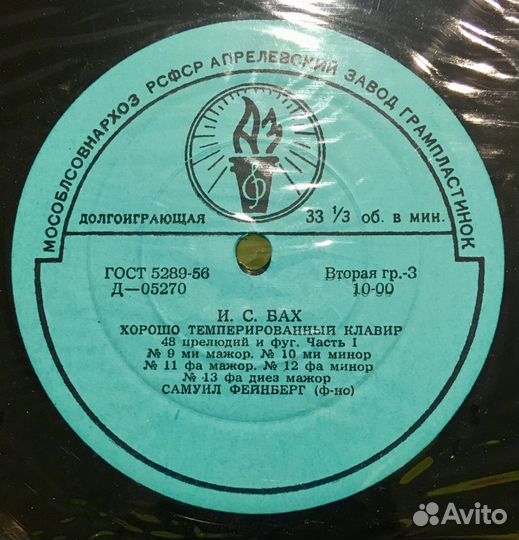 МОСОБЛСОВНАРХОЗ РСФСР АПРЕЛЕВСКИЙ ЗАВОД ГРАМПЛАСТИНОК
АЗ
ДОЛГОИГРАЮЩАЯ 33 1/3 об. в мин.
ГОСТ 5289-56 Вторая гр.-3
Д—05270 10-00
И. С. БАХ
ХОРОШО ТЕМПЕРИРОВАННЫЙ КЛАВИР
48 прелюдий и фуг. Часть I
№ 9 ми мажор. № 10 ми минор
№ 11 фа мажор. № 12 фа минор
№ 13 фа диез мажор
САМУИЛ ФЕЙНБЕРГ (ф-но)
Avito